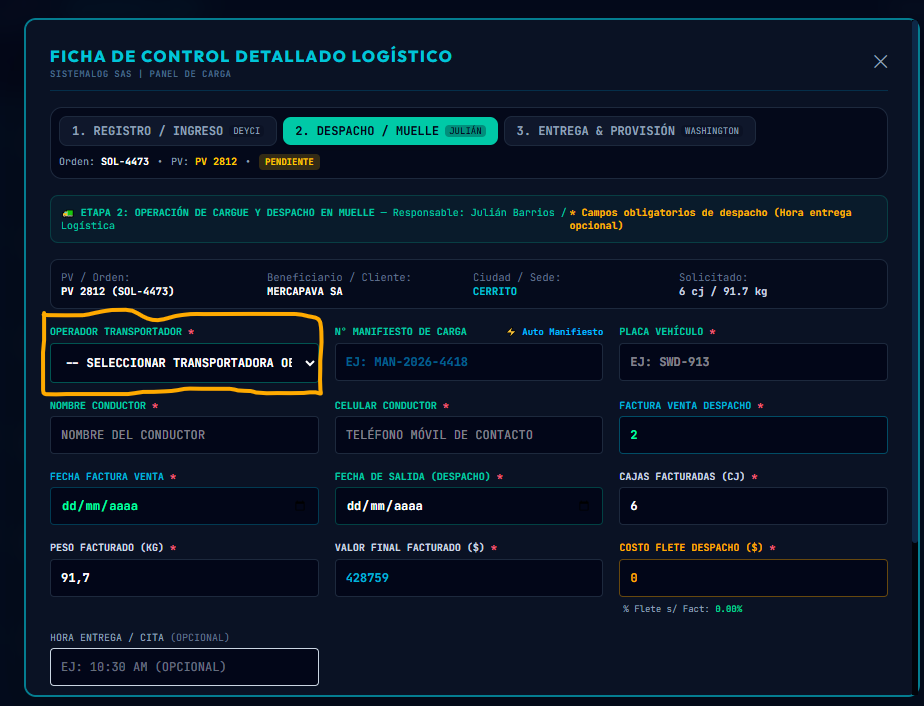 FICHA DE CONTROL DETALLADO LOGÍSTICO
SISTEMALOG SAS | PANEL DE CARGA
1. REGISTRO / INGRESO DEYCI
2. DESPACHO / MUELLE JULIÁN
3. ENTREGA & PROVISIÓN WASHINGTON
Orden: SOL-4473 • PV: PV 2812 • PENDIENTE
ETAPA 2: OPERACIÓN DE CARGUE Y DESPACHO EN MUELLE — Responsable: Julián Barrios /
Logística
* Campos obligatorios de despacho (Hora entrega
opcional)
PV / Orden:
PV 2812 (SOL-4473)
Beneficiario / Cliente:
MERCAPAVA SA
Ciudad / Sede:
CERRITO
Solicitado:
6 cj / 91.7 kg
OPERADOR TRANSPORTADOR *
-- SELECCIONAR TRANSPORTADORA
N° MANIFIESTO DE CARGA
Auto Manifiesto
EJ: MAN-2026-4418
PLACA VEHÍCULO *
EJ: SWD-913
NOMBRE CONDUCTOR *
NOMBRE DEL CONDUCTOR
CELULAR CONDUCTOR *
TELÉFONO MÓVIL DE CONTACTO
FACTURA VENTA DESPACHO *
2
FECHA FACTURA VENTA *
dd/mm/aaaa
FECHA DE SALIDA (DESPACHO) *
dd/mm/aaaa
CAJAS FACTURADAS (CJ) *
6
PESO FACTURADO (KG) *
91,7
VALOR FINAL FACTURADO ($) *
428759
COSTO FLETE DESPACHO ($) *
0
% Flete s/ Fact: 0.00%
HORA ENTREGA / CITA (OPCIONAL)
EJ: 10:30 AM (OPCIONAL)